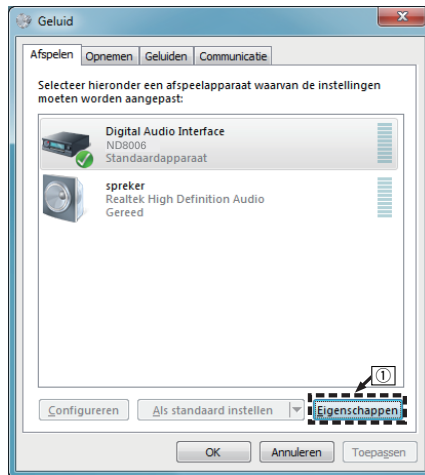 Geluid
Afspelen Opnemen Geluiden Communicatie
Selecteer hieronder een afspeelapparaat waarvan de instellingen
moeten worden aangepast:
Digital Audio Interface
ND8006
Standaardapparaat
spreker
Realtek High Definition Audio
Gereed
①
Configureren Als standaard instellen Eigenschappen
OK Annuleren Toepassen